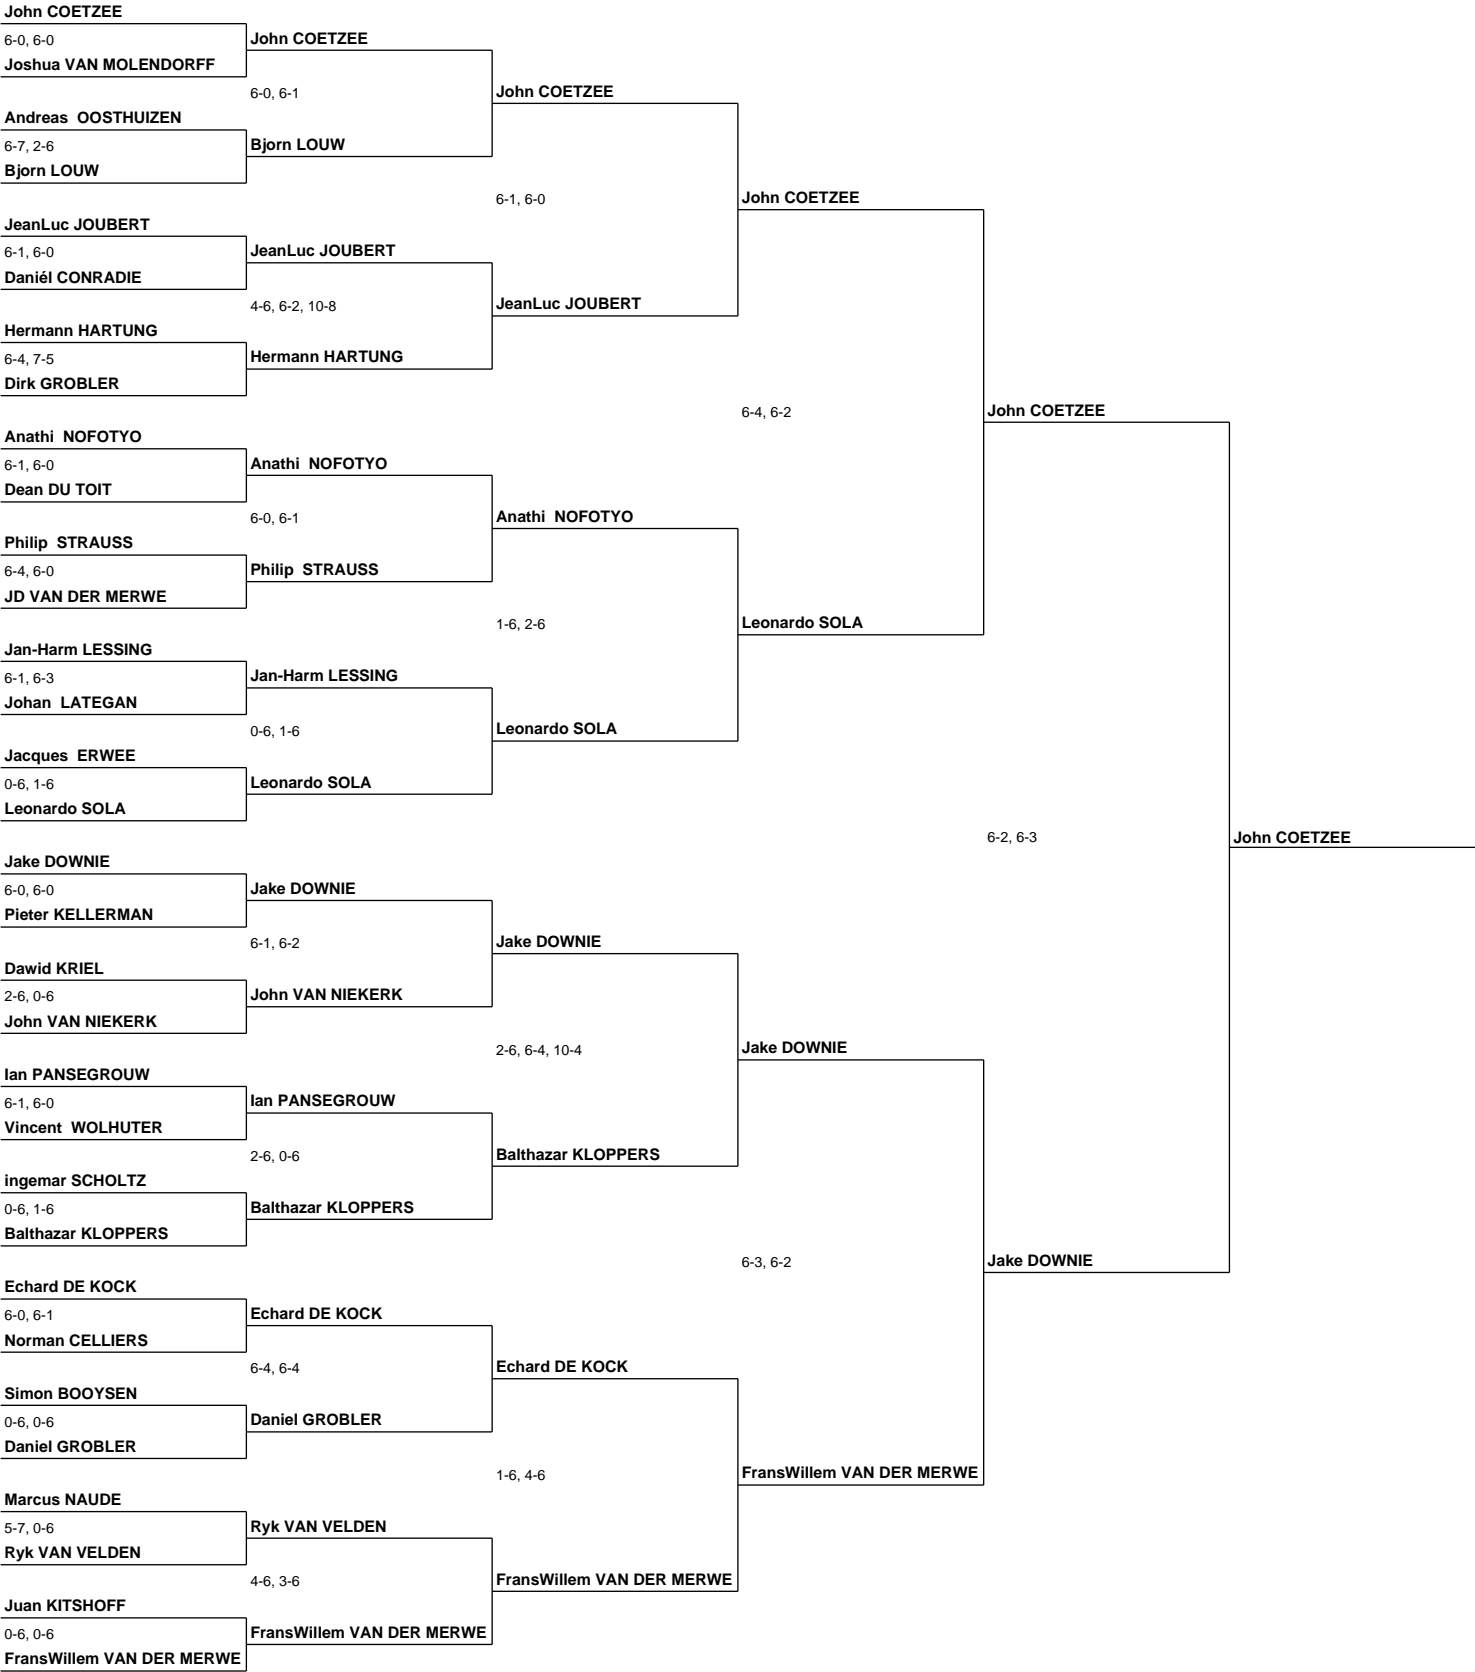 John COETZEE
6-0, 6-0
John COETZEE
Joshua VAN MOLENDORFF
6-0, 6-1
John COETZEE
Andreas  OOSTHUIZEN
6-7, 2-6
Bjorn LOUW
Bjorn LOUW
6-1, 6-0
John COETZEE
JeanLuc JOUBERT
6-1, 6-0
JeanLuc JOUBERT
Daniél CONRADIE
4-6, 6-2, 10-8
JeanLuc JOUBERT
Hermann HARTUNG
6-4, 7-5
Hermann HARTUNG
Dirk GROBLER
6-4, 6-2
John COETZEE
Anathi  NOFOTYO
6-1, 6-0
Anathi  NOFOTYO
Dean DU TOIT
6-0, 6-1
Anathi  NOFOTYO
Philip  STRAUSS
6-4, 6-0
Philip  STRAUSS
JD VAN DER MERWE
1-6, 2-6
Leonardo SOLA
Jan-Harm LESSING
6-1, 6-3
Jan-Harm LESSING
Johan  LATEGAN
0-6, 1-6
Leonardo SOLA
Jacques  ERWEE
0-6, 1-6
Leonardo SOLA
Leonardo SOLA
6-2, 6-3
John COETZEE
Jake DOWNIE
6-0, 6-0
Jake DOWNIE
Pieter KELLERMAN
6-1, 6-2
Jake DOWNIE
Dawid KRIEL
2-6, 0-6
John VAN NIEKERK
John VAN NIEKERK
2-6, 6-4, 10-4
Jake DOWNIE
Ian PANSEGROUW
6-1, 6-0
Ian PANSEGROUW
Vincent  WOLHUTER
2-6, 0-6
Balthazar KLOPPERS
ingemar SCHOLTZ
0-6, 1-6
Balthazar KLOPPERS
Balthazar KLOPPERS
6-3, 6-2
Jake DOWNIE
Echard DE KOCK
6-0, 6-1
Echard DE KOCK
Norman CELLIERS
6-4, 6-4
Echard DE KOCK
Simon BOOYSEN
0-6, 0-6
Daniel GROBLER
Daniel GROBLER
1-6, 4-6
FransWillem VAN DER MERWE
Marcus NAUDE
5-7, 0-6
Ryk VAN VELDEN
Ryk VAN VELDEN
4-6, 3-6
FransWillem VAN DER MERWE
Juan KITSHOFF
0-6, 0-6
FransWillem VAN DER MERWE
FransWillem VAN DER MERWE